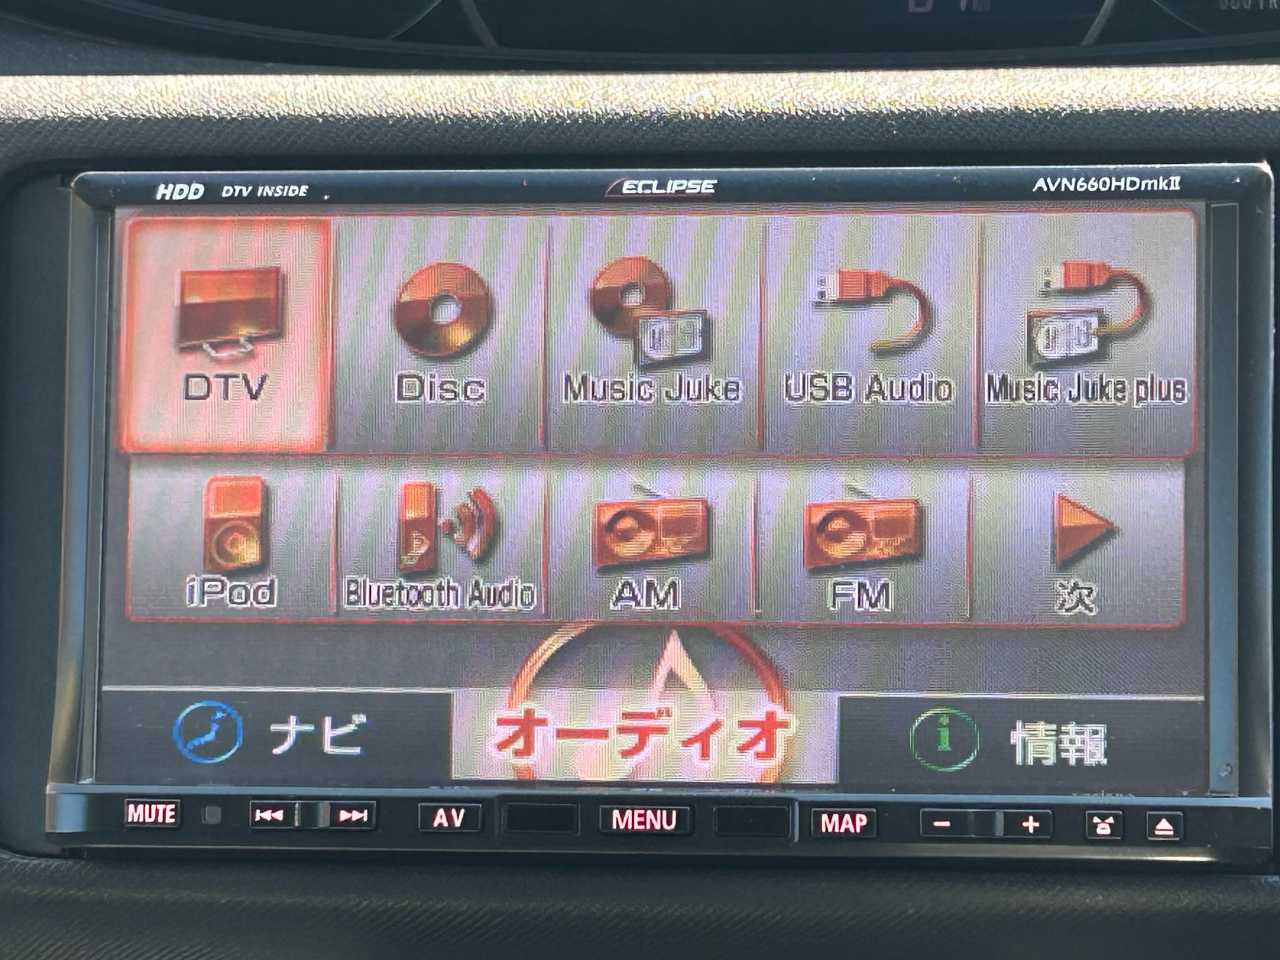 HDD DTV INSIDE ECLIPSE AVN660HDmkⅡ
DTV Disc Music Juke USB Audio Music Juke plus
iPod Bluetooth Audio AM FM 次
ナビ オーディオ 情報
MUTE AV MENU MAP − +